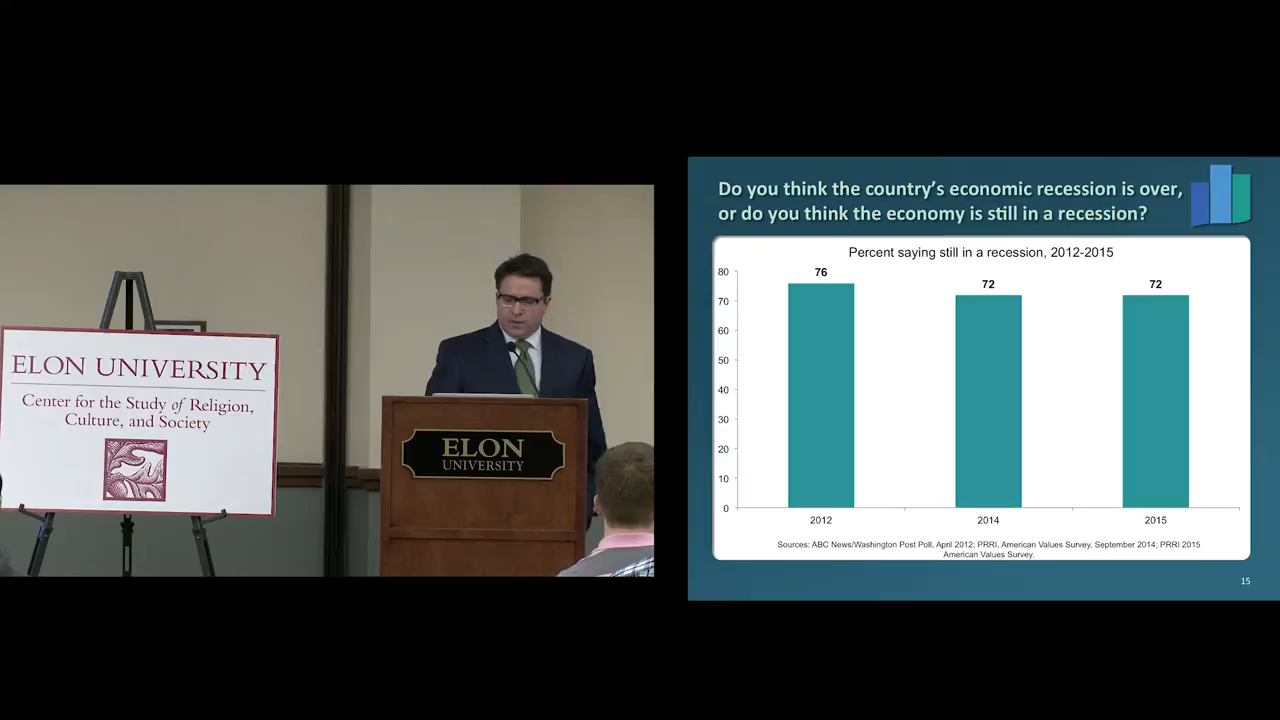 ELON UNIVERSITY
Center for the Study of Religion,
Culture, and Society
ELON
UNIVERSITY
Do you think the country's economic recession is over,
or do you think the economy is still in a recession?
Percent saying still in a recession, 2012-2015
80
70
60
50
40
30
20
10
0
76
72
72
2012
2014
2015
Sources: ABC News/Washington Post Poll, April 2012; PRRI, American Values Survey, September 2014; PRRI 2015
American Values Survey.
15